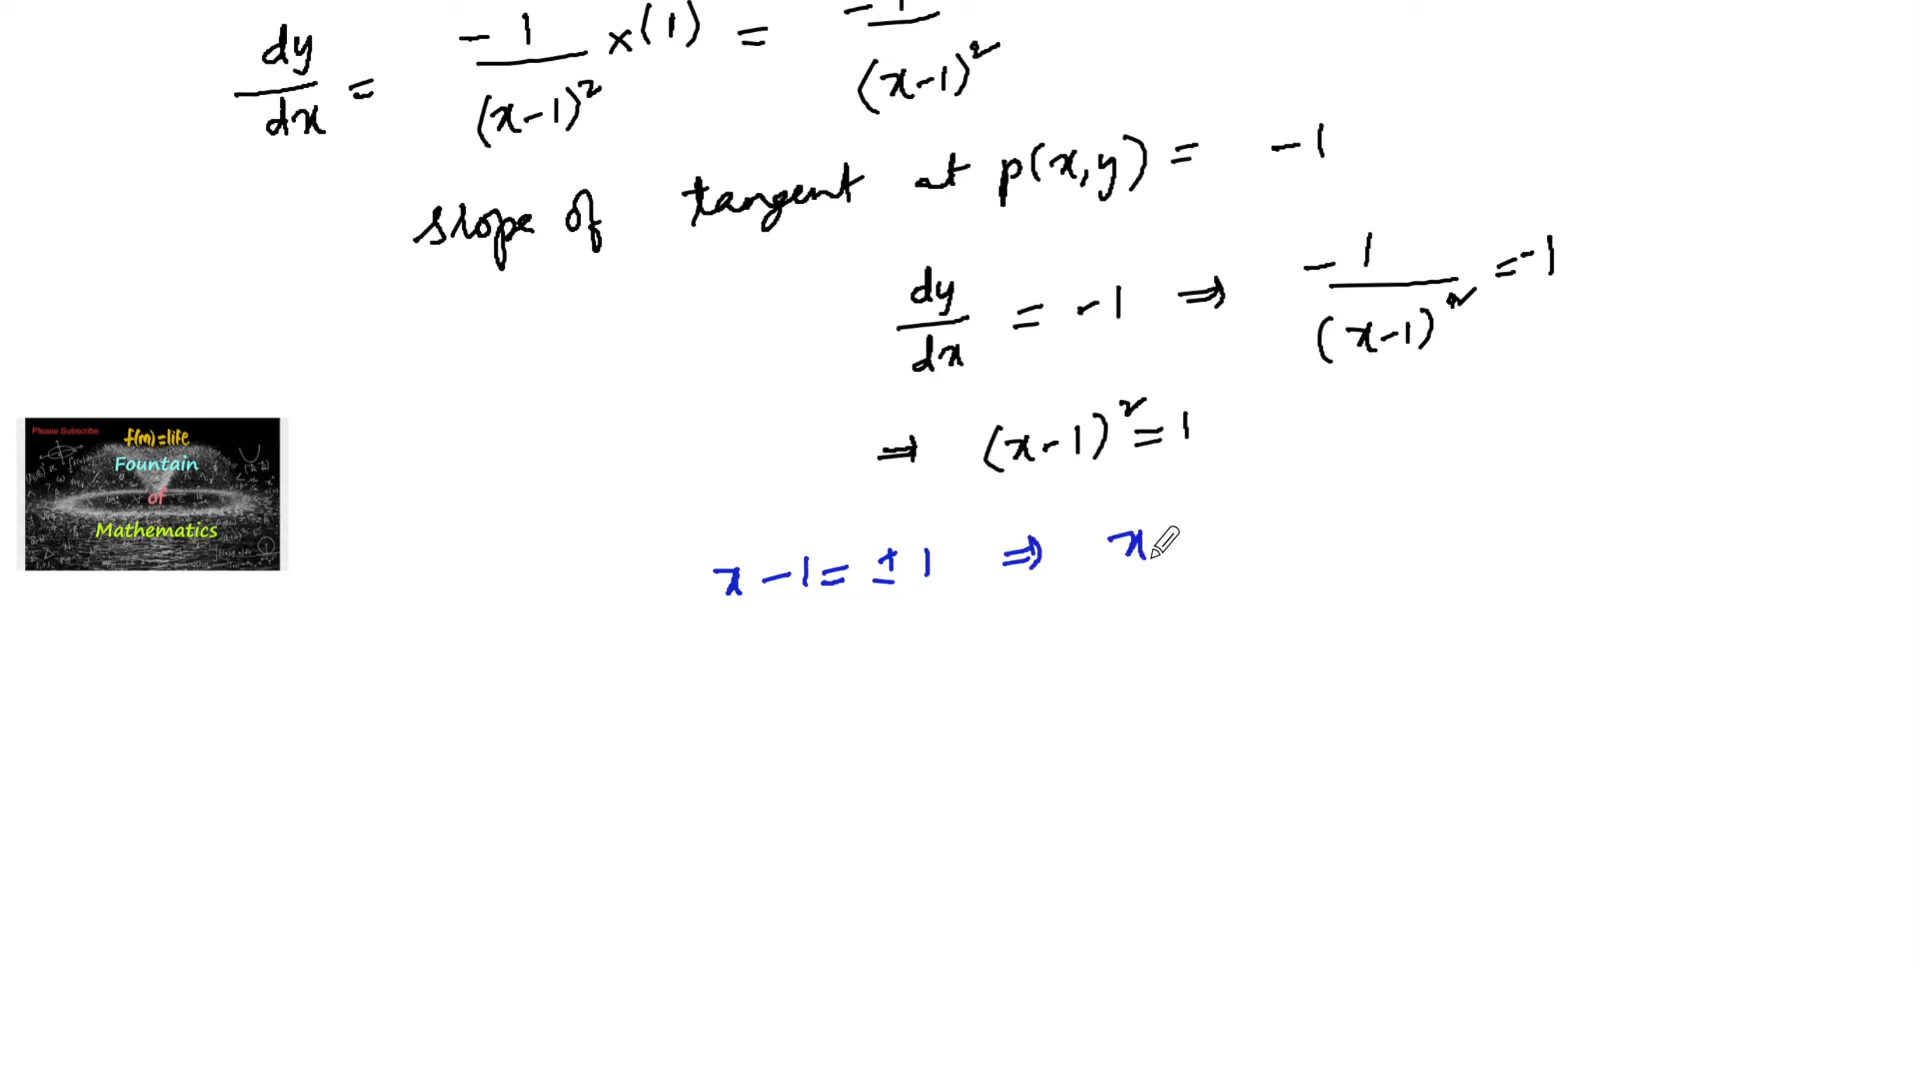 dy/dx = -1/(x-1)² ×(1) = -1/(x-1)²
slope of tangent at p(x,y) = -1
dy/dx = -1 ⇒ -1/(x-1)² = -1
⇒ (x-1)² = 1
Please Subscribe
f(m)=life
Fountain
of
Mathematics
x-1= ±1 ⇒ x